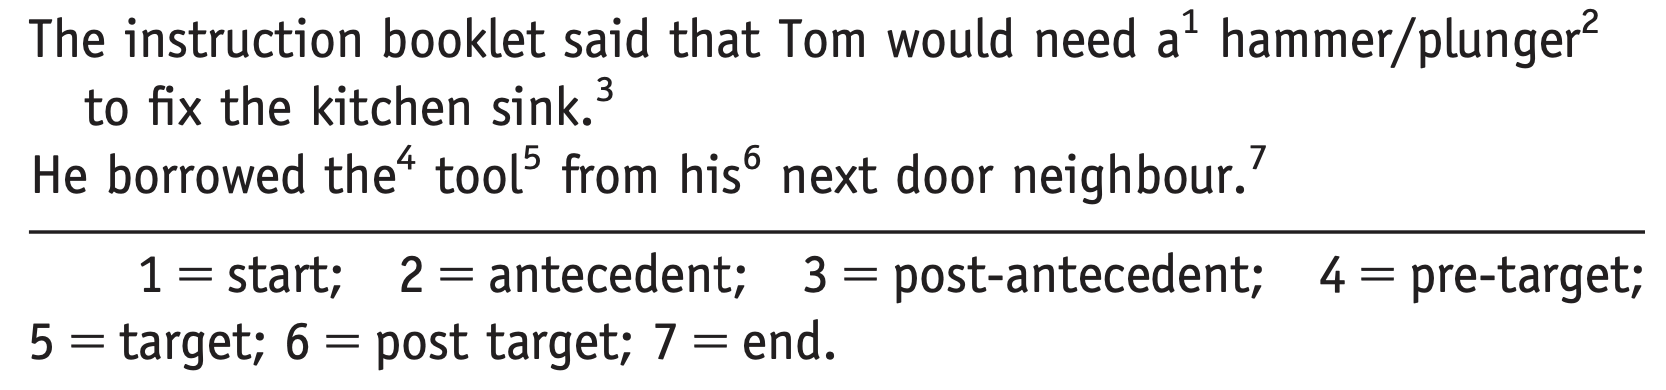 The instruction booklet said that Tom would need a¹ hammer/plunger²
to fix the kitchen sink.³
He borrowed the⁴ tool⁵ from his⁶ next door neighbour.⁷
1 = start; 2 = antecedent; 3 = post-antecedent; 4 = pre-target;
5 = target; 6 = post target; 7 = end.